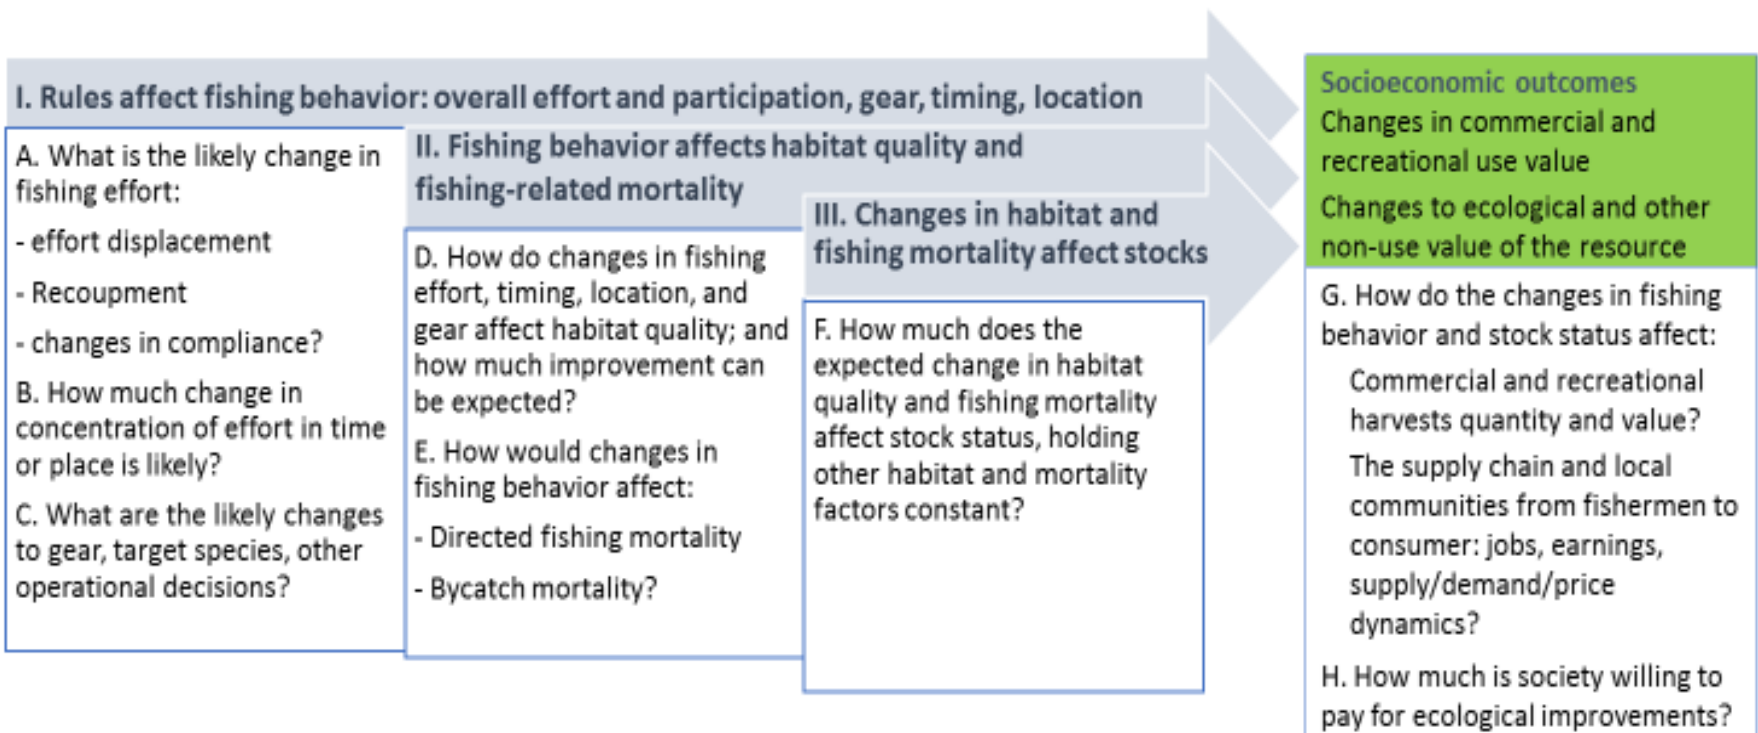 I. Rules affect fishing behavior: overall effort and participation, gear, timing, location
A. What is the likely change in
fishing effort:
- effort displacement
- Recoupment
- changes in compliance?
B. How much change in
concentration of effort in time
or place is likely?
C. What are the likely changes
to gear, target species, other
operational decisions?
II. Fishing behavior affects habitat quality and
fishing-related mortality
D. How do changes in fishing
effort, timing, location, and
gear affect habitat quality; and
how much improvement can
be expected?
E. How would changes in
fishing behavior affect:
- Directed fishing mortality
- Bycatch mortality?
III. Changes in habitat and
fishing mortality affect stocks
F. How much does the
expected change in habitat
quality and fishing mortality
affect stock status, holding
other habitat and mortality
factors constant?
Socioeconomic outcomes
Changes in commercial and
recreational use value
Changes to ecological and other
non-use value of the resource
G. How do the changes in fishing
behavior and stock status affect:
Commercial and recreational
harvests quantity and value?
The supply chain and local
communities from fishermen to
consumer: jobs, earnings,
supply/demand/price
dynamics?
H. How much is society willing to
pay for ecological improvements?